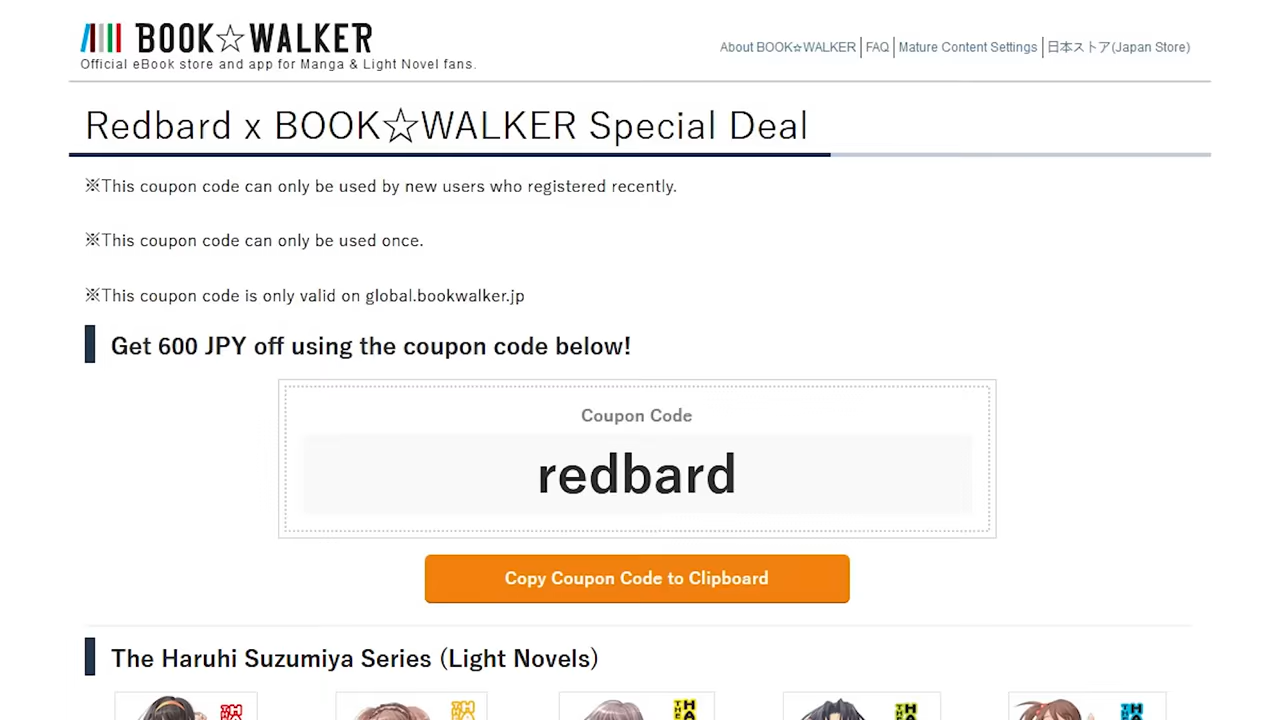 BOOK☆WALKER
Official eBook store and app for Manga & Light Novel fans.
About BOOK☆WALKER FAQ Mature Content Settings 日本ストア(Japan Store)
Redbard x BOOK☆WALKER Special Deal
※This coupon code can only be used by new users who registered recently.
※This coupon code can only be used once.
※This coupon code is only valid on global.bookwalker.jp
Get 600 JPY off using the coupon code below!
Coupon Code
redbard
Copy Coupon Code to Clipboard
The Haruhi Suzumiya Series (Light Novels)